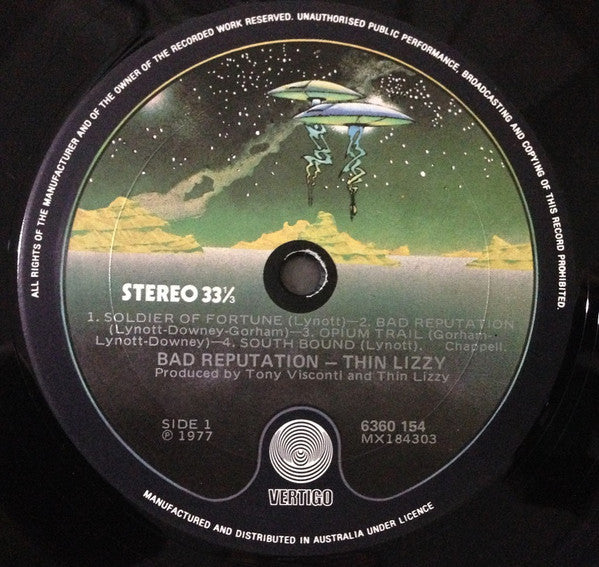 ALL RIGHTS OF THE MANUFACTURER AND OF THE OWNER OF THE RECORDED WORK RESERVED. UNAUTHORISED PUBLIC PERFORMANCE, BROADCASTING AND COPYING OF THIS RECORD PROHIBITED.
STEREO 33⅓
1. SOLDIER OF FORTUNE (Lynott)—2. BAD REPUTATION
(Lynott-Downey-Gorham)—3. OPIUM TRAIL (Gorham-
Lynott-Downey)—4. SOUTH BOUND (Lynott). Chappell.
BAD REPUTATION — THIN LIZZY
Produced by Tony Visconti and Thin Lizzy
SIDE 1
℗ 1977
6360 154
MX184303
VERTIGO
MANUFACTURED AND DISTRIBUTED IN AUSTRALIA UNDER LICENCE